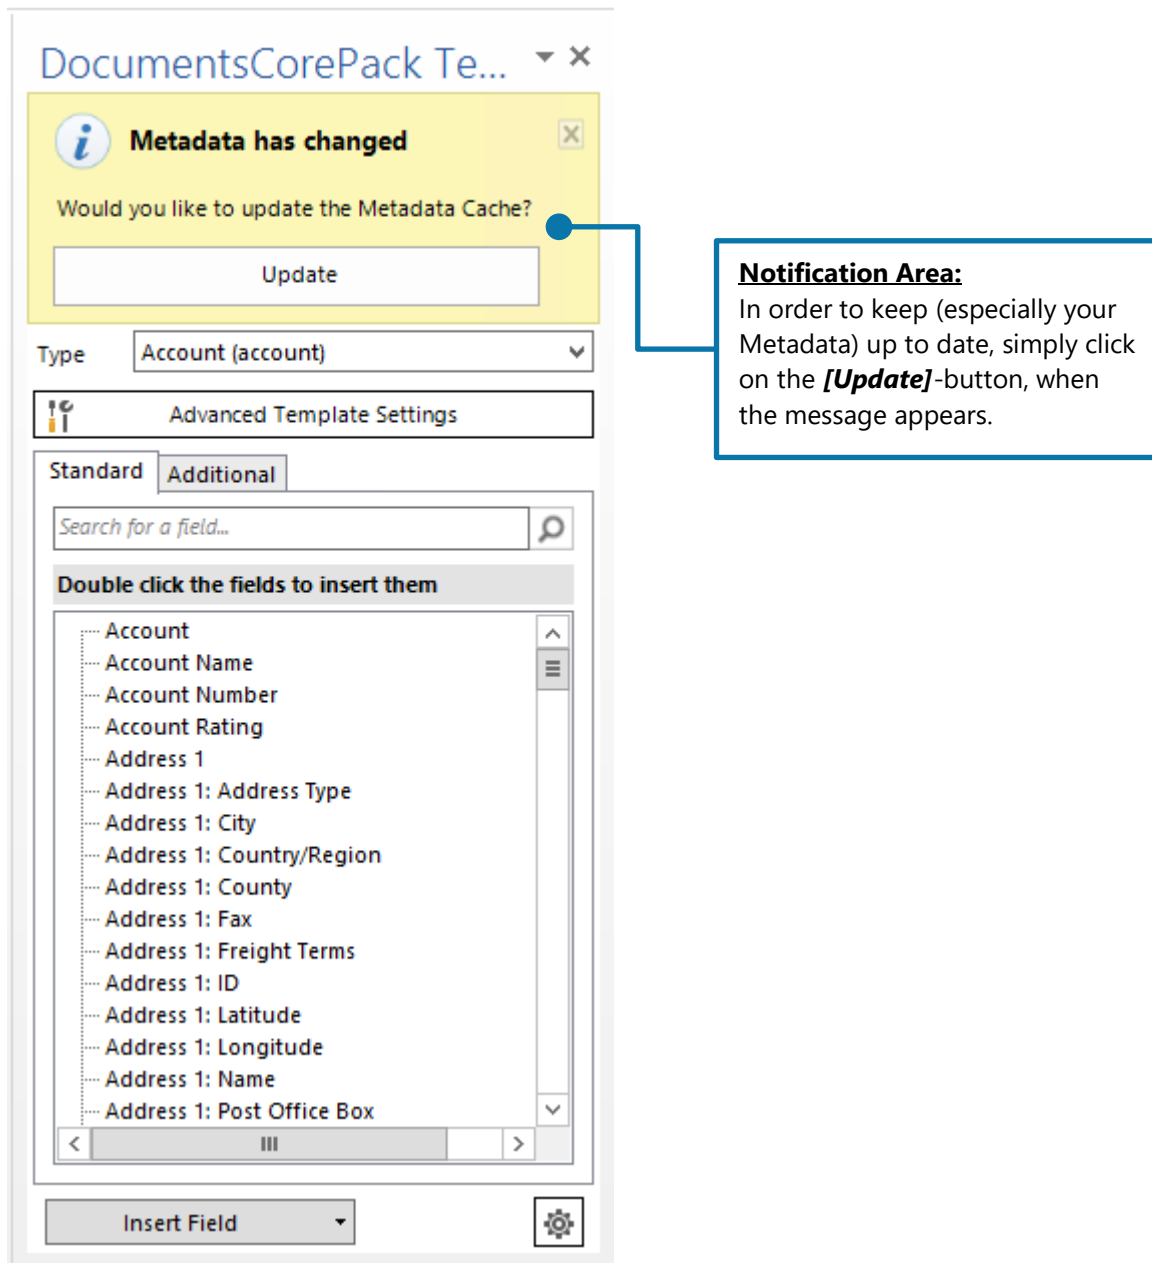 DocumentsCorePack Te...
Metadata has changed
Would you like to update the Metadata Cache?
Update
Notification Area:
In order to keep (especially your
Metadata) up to date, simply click
on the [Update]-button, when
the message appears.
Type
Account (account)
Advanced Template Settings
Standard
Additional
Search for a field...
Double click the fields to insert them
Account
Account Name
Account Number
Account Rating
Address 1
Address 1: Address Type
Address 1: City
Address 1: Country/Region
Address 1: County
Address 1: Fax
Address 1: Freight Terms
Address 1: ID
Address 1: Latitude
Address 1: Longitude
Address 1: Name
Address 1: Post Office Box
Insert Field